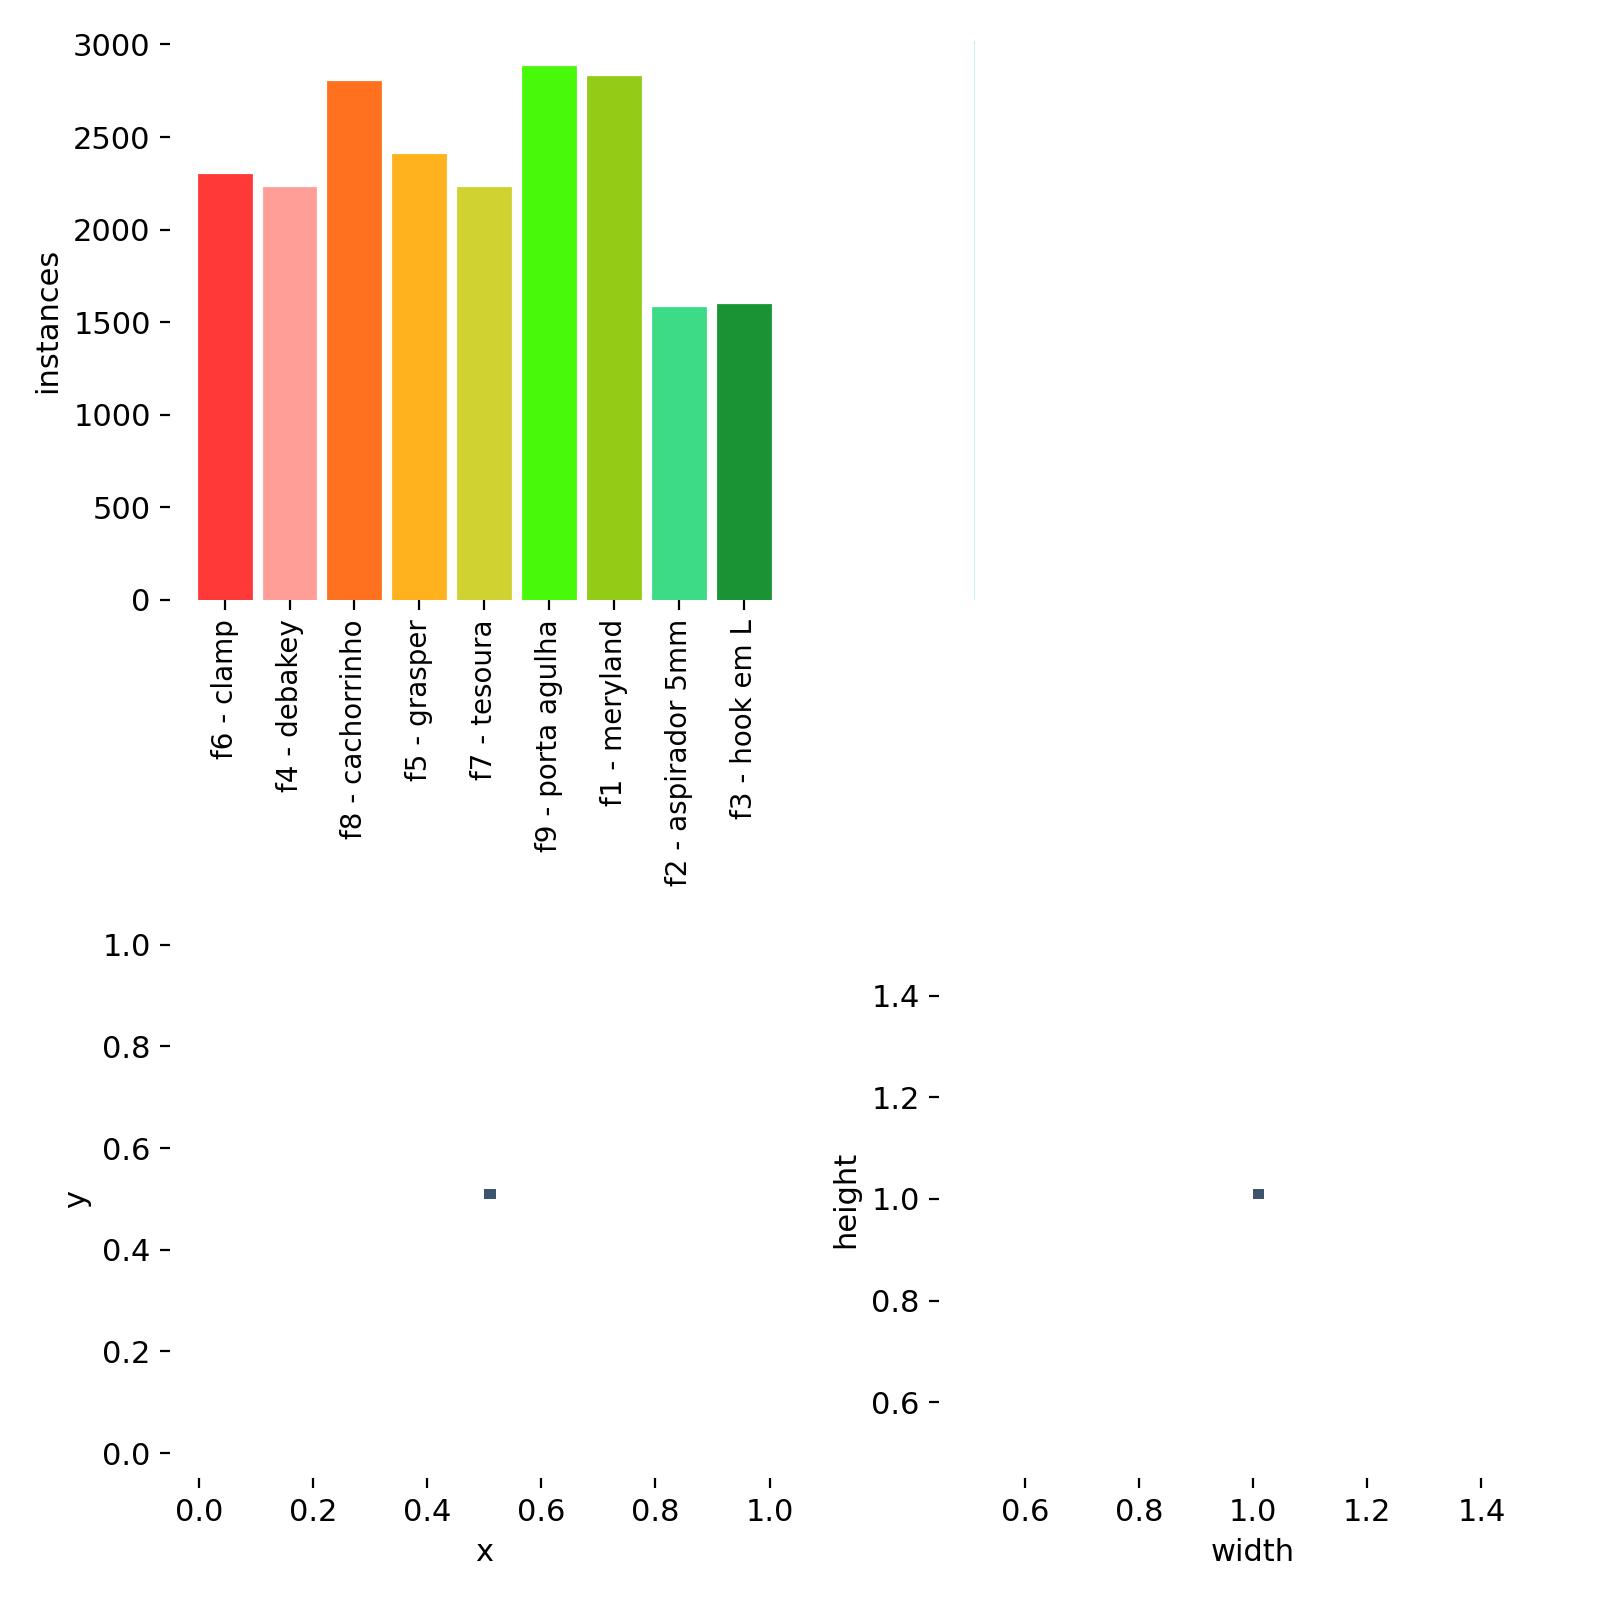 3000
2500
2000
1500
1000
500
0
instances
f6 - clamp
f4 - debakey
f8 - cachorrinho
f5 - grasper
f7 - tesoura
f9 - porta agulha
f1 - meryland
f2 - aspirador 5mm
f3 - hook em L
1.0
0.8
0.6
0.4
0.2
0.0
y
0.0 0.2 0.4 0.6 0.8 1.0
x
1.4
1.2
1.0
0.8
0.6
height
0.6 0.8 1.0 1.2 1.4
width